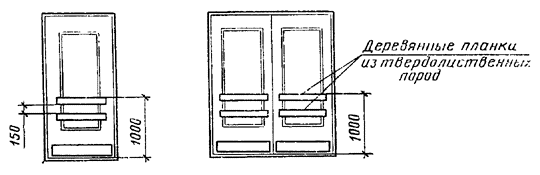 Деревянные планки
из твердолиственных
пород
150
1000
1000